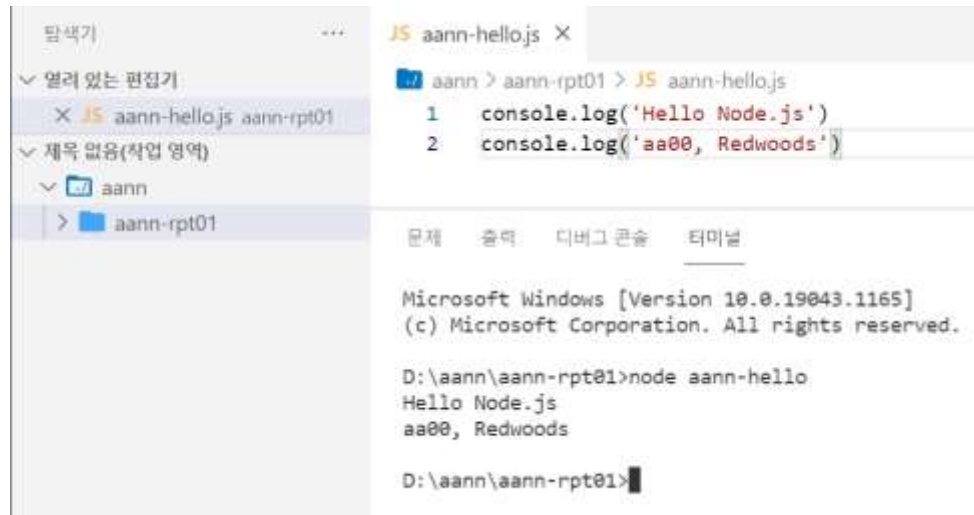 탐색기 ...
열려 있는 편집기
JS aann-hello.js aann-rpt01
제목 없음(작업 영역)
aann
aann-rpt01
JS aann-hello.js
aann > aann-rpt01 > JS aann-hello.js
1 console.log('Hello Node.js')
2 console.log('aa00, Redwoods')
문제 출력 디버그 콘솔 터미널
Microsoft Windows [Version 10.0.19043.1165]
(c) Microsoft Corporation. All rights reserved.
D:\aann\aann-rpt01>node aann-hello
Hello Node.js
aa00, Redwoods
D:\aann\aann-rpt01>